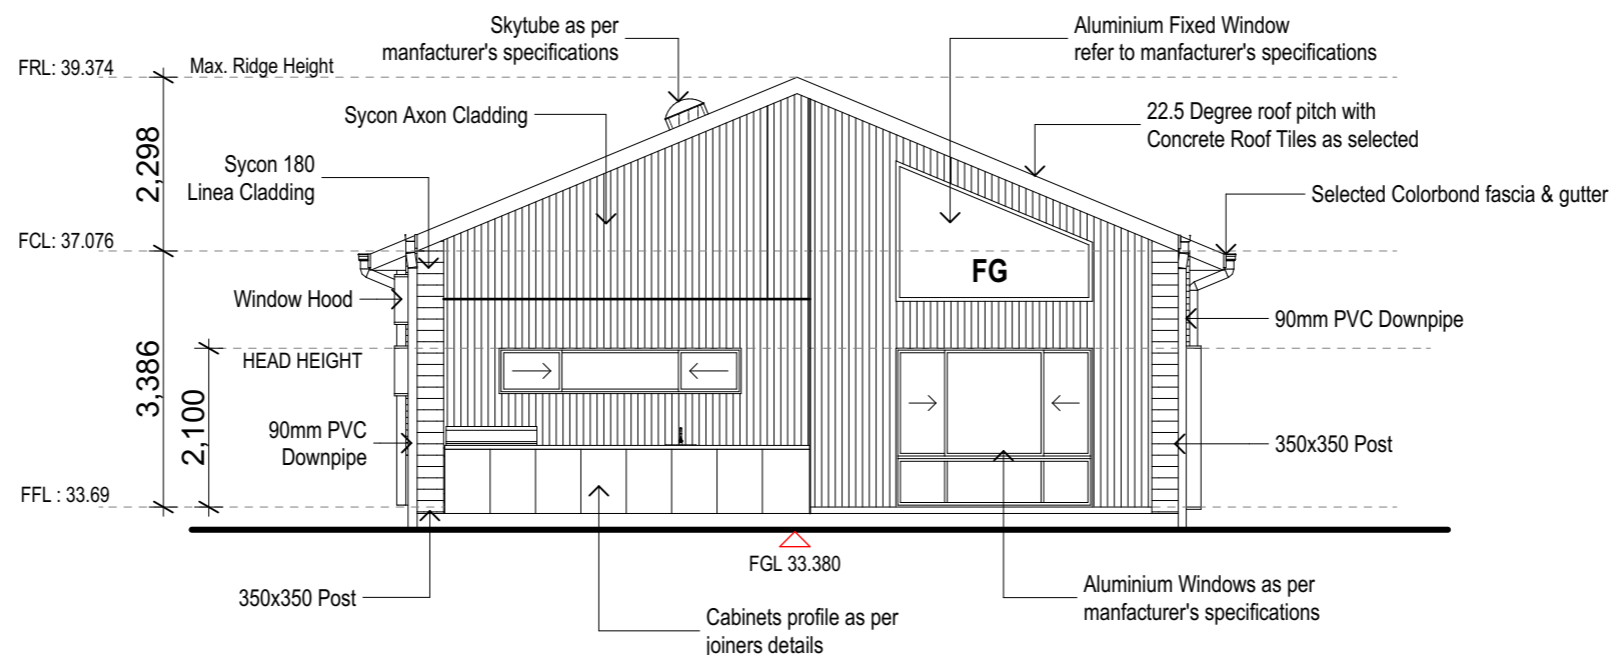 Skytube as per
manfacturer's specifications
Aluminium Fixed Window
refer to manfacturer's specifications
FRL: 39.374
Max. Ridge Height
Sycon Axon Cladding
22.5 Degree roof pitch with
Concrete Roof Tiles as selected
2,298
Sycon 180
Linea Cladding
Selected Colorbond fascia & gutter
FCL: 37.076
FG
Window Hood
90mm PVC Downpipe
3,386
HEAD HEIGHT
2,100
90mm PVC
Downpipe
350x350 Post
FFL : 33.69
FGL 33.380
350x350 Post
Aluminium Windows as per
manfacturer's specifications
Cabinets profile as per
joiners details